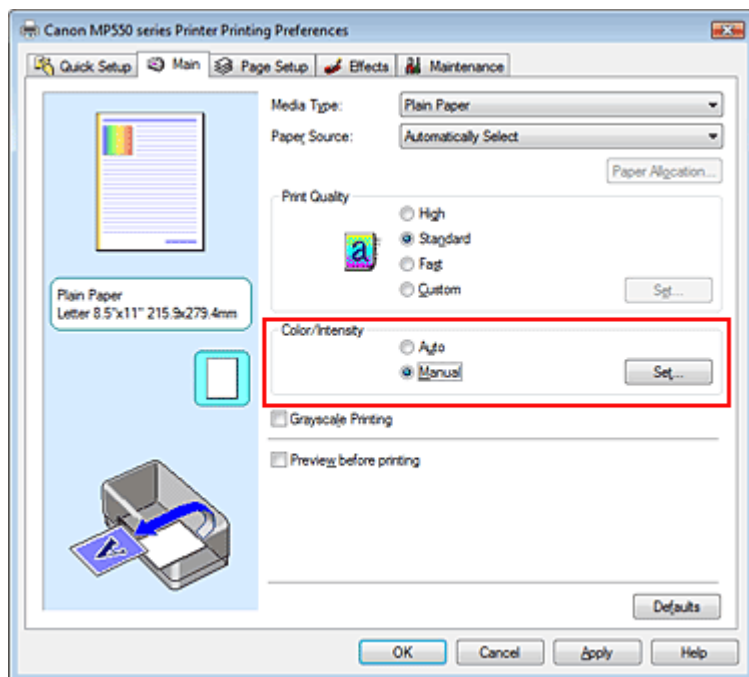 Canon MP550 series Printer Printing Preferences
Quick Setup
Main
Page Setup
Effects
Maintenance
Media Type:
Plain Paper
Paper Source:
Automatically Select
Paper Allocation...
Print Quality
High
a
Standard
Fast
Custom
Set...
Plain Paper
Letter 8.5"x11" 215.9x279.4mm
Color/Intensity
Auto
Manual
Set...
Grayscale Printing
Preview before printing
A
Defaults
OK
Cancel
Apply
Help